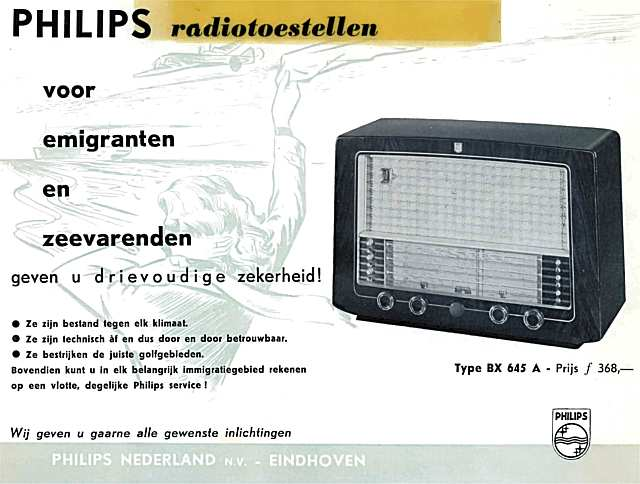 PHILIPS radiotoestellen
voor
emigranten
en
zeevarenden
geven u drievoudige zekerheid!
● Ze zijn bestand tegen elk klimaat.
● Ze zijn technisch àf en dus door en door betrouwbaar.
● Ze bestrijken de juiste golfgebieden.
Bovendien kunt u in elk belangrijk immigratiegebied rekenen
op een vlotte, degelijke Philips service!
Type BX 645 A - Prijs ƒ 368,—
PHILIPS
Wij geven u gaarne alle gewenste inlichtingen
PHILIPS NEDERLAND N.V. - EINDHOVEN